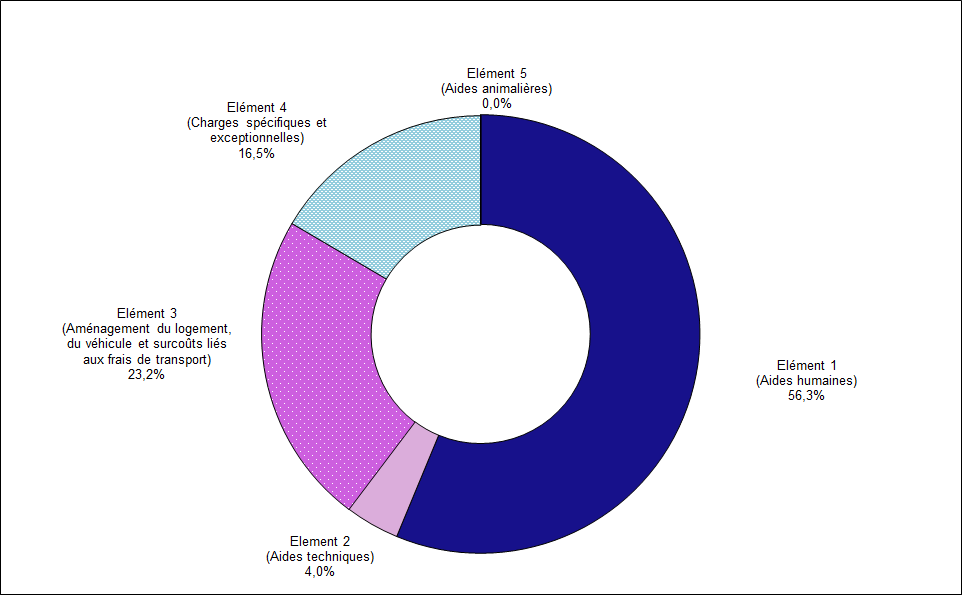 Elément 5
(Aides animalières)
0,0%
Elément 4
(Charges spécifiques et
exceptionnelles)
16,5%
Elément 3
(Aménagement du logement,
du véhicule et surcoûts liés
aux frais de transport)
23,2%
Elément 1
(Aides humaines)
56,3%
Element 2
(Aides techniques)
4,0%